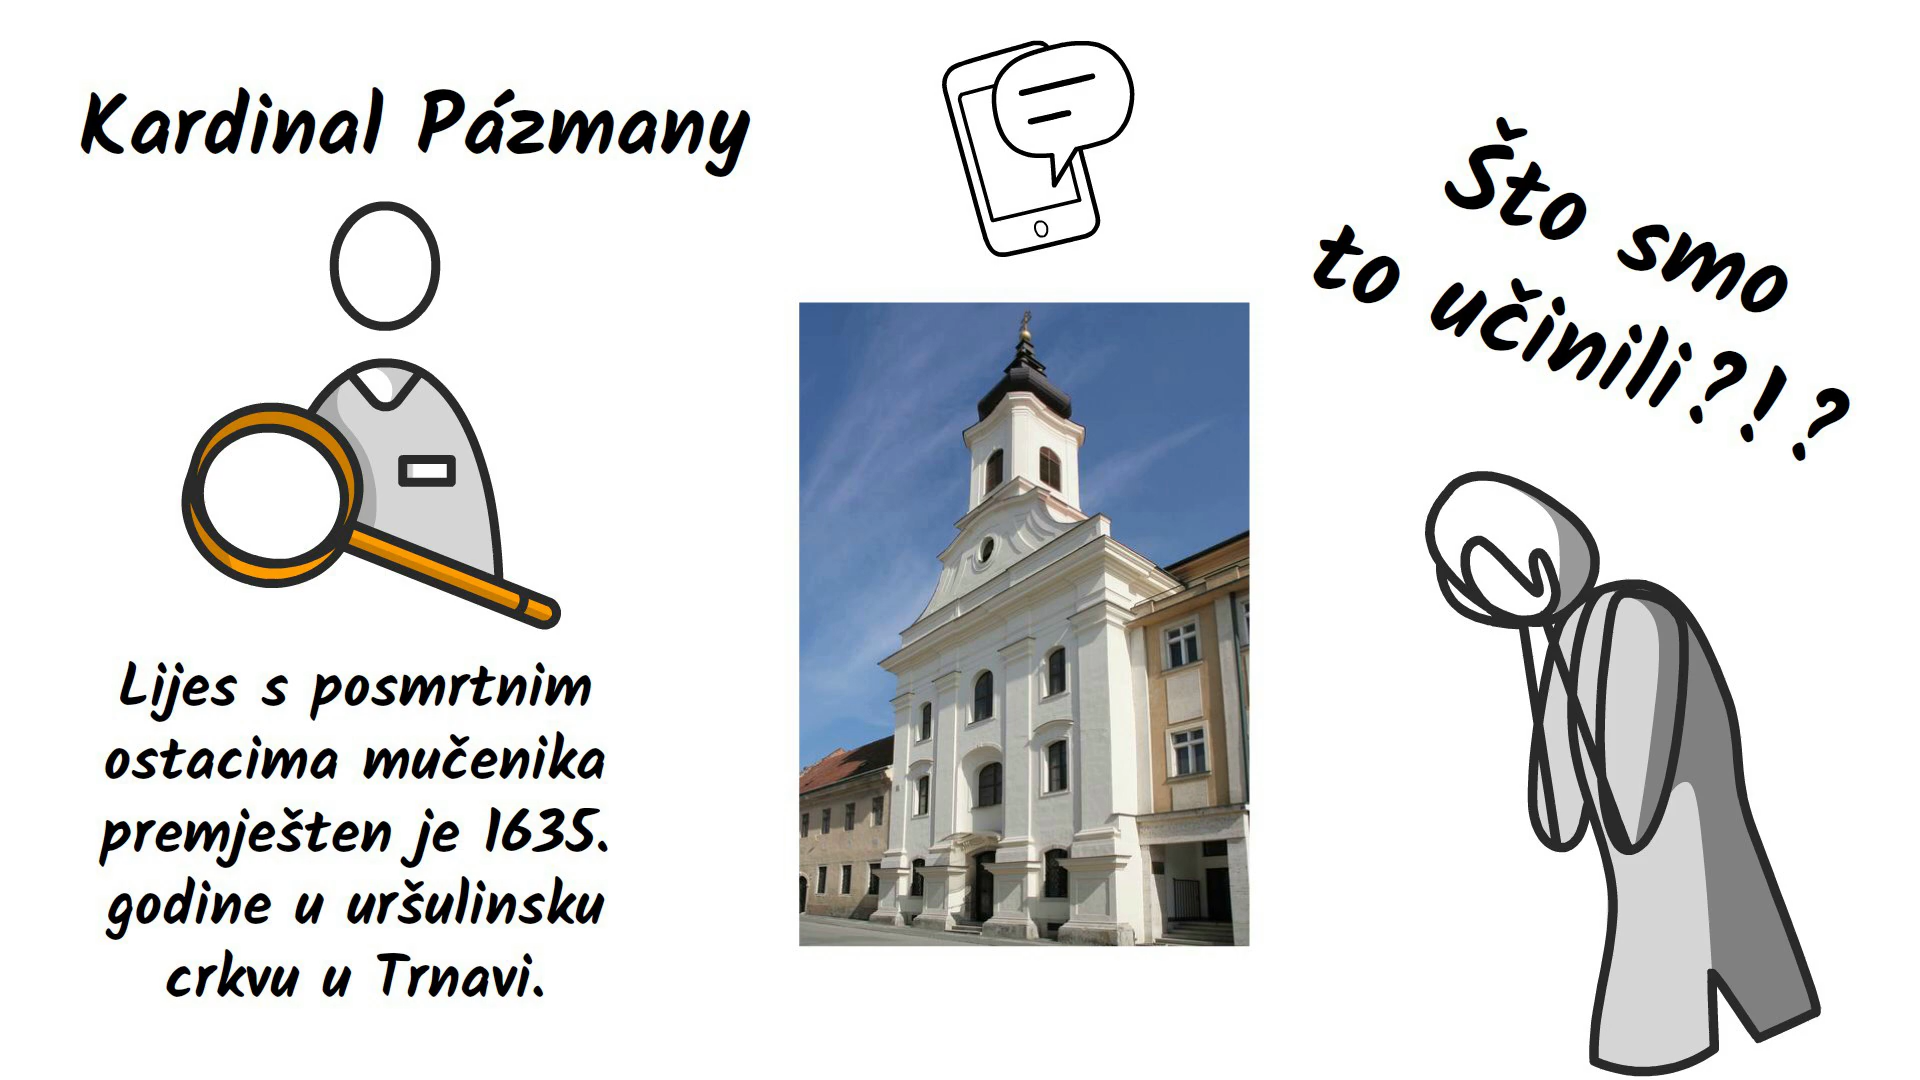 Kardinal Pázmany
Što smo
to učinili?!?
Lijes s posmrtnim
ostacima mučenika
premješten je 1635.
godine u uršulinsku
crkvu u Trnavi.